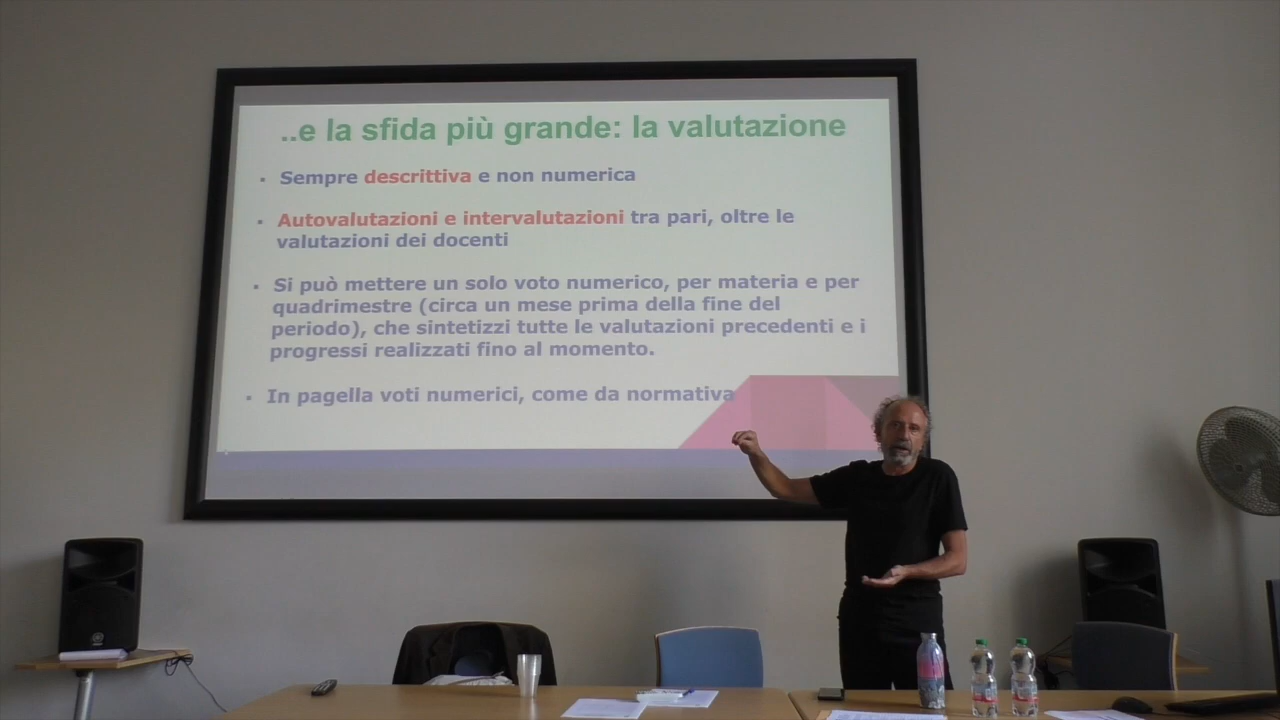 ..e la sfida più grande: la valutazione
▪ Sempre descrittiva e non numerica
▪ Autovalutazioni e intervalutazioni tra pari, oltre le
valutazioni dei docenti
▪ Si può mettere un solo voto numerico, per materia e per
quadrimestre (circa un mese prima della fine del
periodo), che sintetizzi tutte le valutazioni precedenti e i
progressi realizzati fino al momento.
▪ In pagella voti numerici, come da normativa